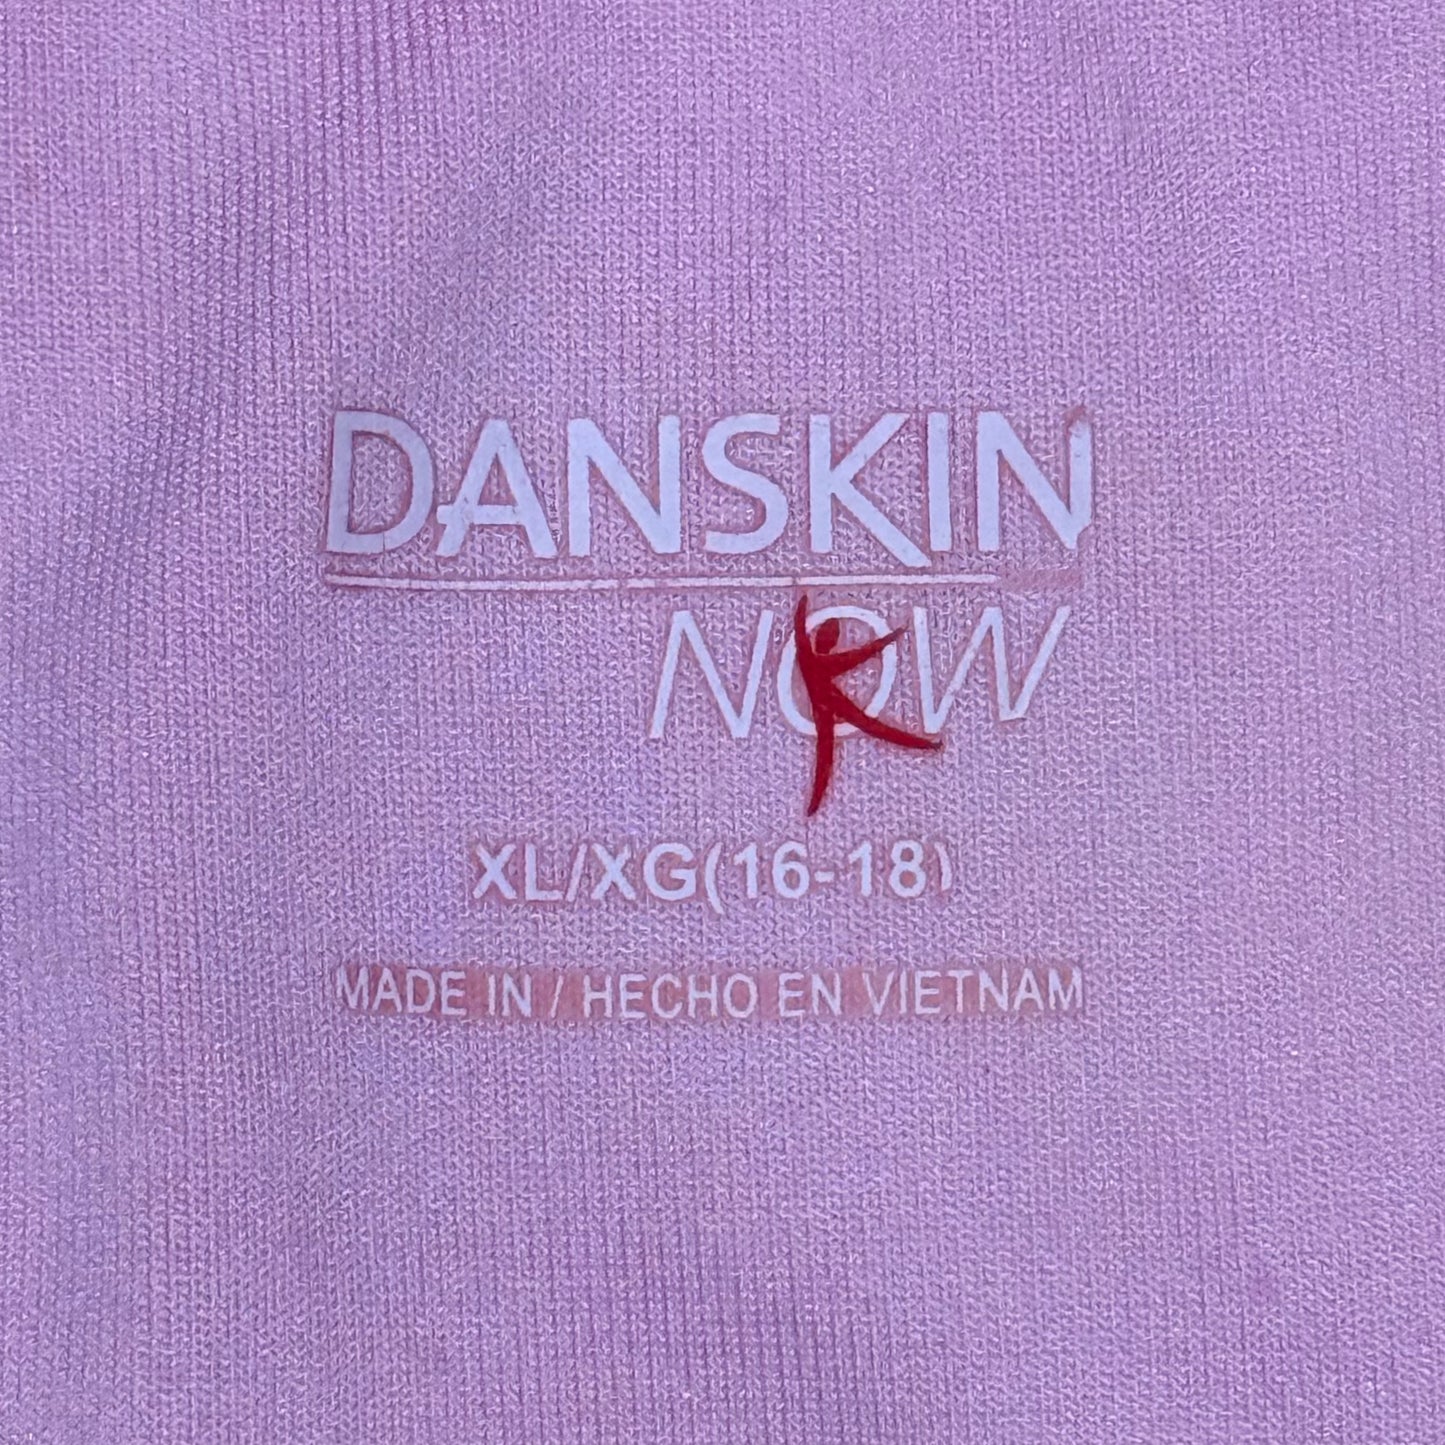 DANSKIN
NOW
XL/XG(16-18)
MADE IN / HECHO EN VIETNAM